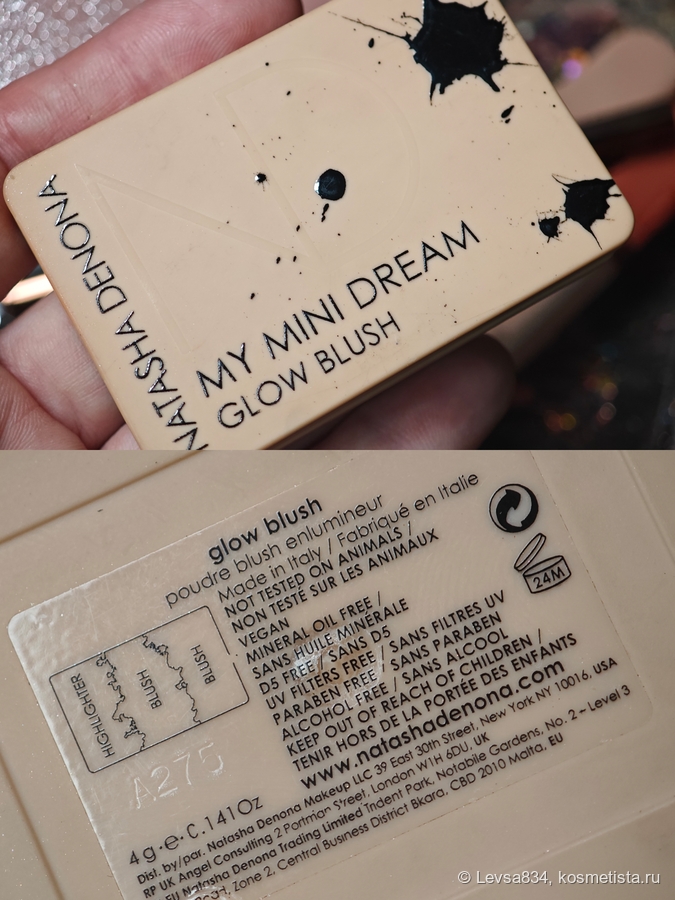 NATASHA DENONA
MY MINI DREAM
GLOW BLUSH
glow blush
poudre blush enlumineur
Made in Italy / Fabriqué en Italie
NOT TESTED ON ANIMALS /
NON TESTÉ SUR LES ANIMAUX
VEGAN
MINERAL OIL FREE /
SANS HUILE MINÉRALE
D5 FREE / SANS D5
UV FILTERS FREE / SANS FILTRES UV
PARABEN FREE / SANS PARABEN
ALCOHOL FREE / SANS ALCOOL
KEEP OUT OF REACH OF CHILDREN /
TENIR HORS DE LA PORTÉE DES ENFANTS
www.natashadenona.com
24M
HIGHLIGHTER
BLUSH
BLUSH
A275
4g·e·0.141Oz
Dist. by/par. Natasha Denona Makeup LLC 39 East 30th Street, New York NY 10016, USA
RP UK Angel Consulting 2 Portman Street, London W1H 6DU, UK
EU Natasha Denona Trading Limited Trident Park, Notabile Gardens, No. 2 – Level 3
Zone 2, Central Business District Bkara, CBD 2010 Malta, EU
© Levsa834, kosmetista.ru